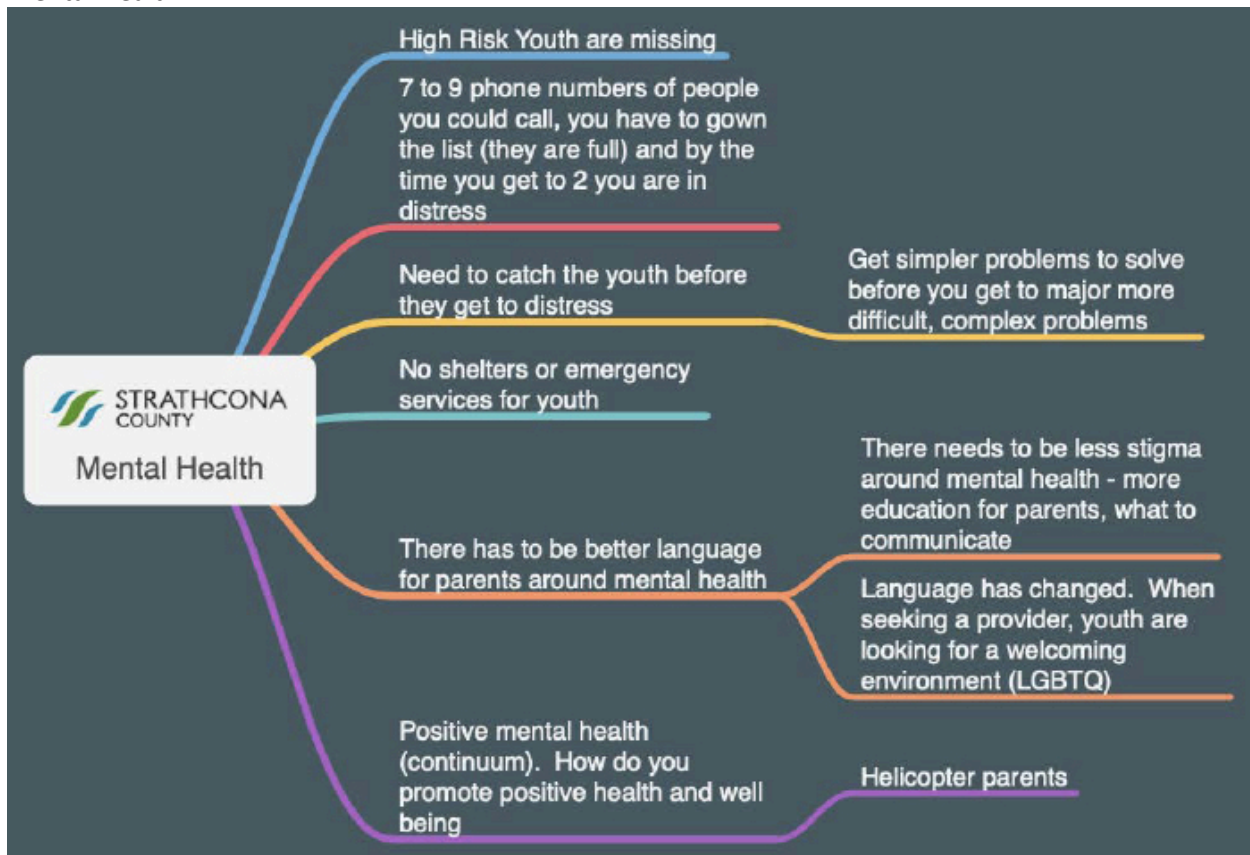 High Risk Youth are missing
7 to 9 phone numbers of people
you could call, you have to gown
the list (they are full) and by the
time you get to 2 you are in
distress
Need to catch the youth before
they get to distress
Get simpler problems to solve
before you get to major more
difficult, complex problems
No shelters or emergency
services for youth
STRATHCONA
COUNTY
Mental Health
There has to be better language
for parents around mental health
There needs to be less stigma
around mental health - more
education for parents, what to
communicate
Language has changed.  When
seeking a provider, youth are
looking for a welcoming
environment (LGBTQ)
Positive mental health
(continuum).  How do you
promote positive health and well
being
Helicopter parents